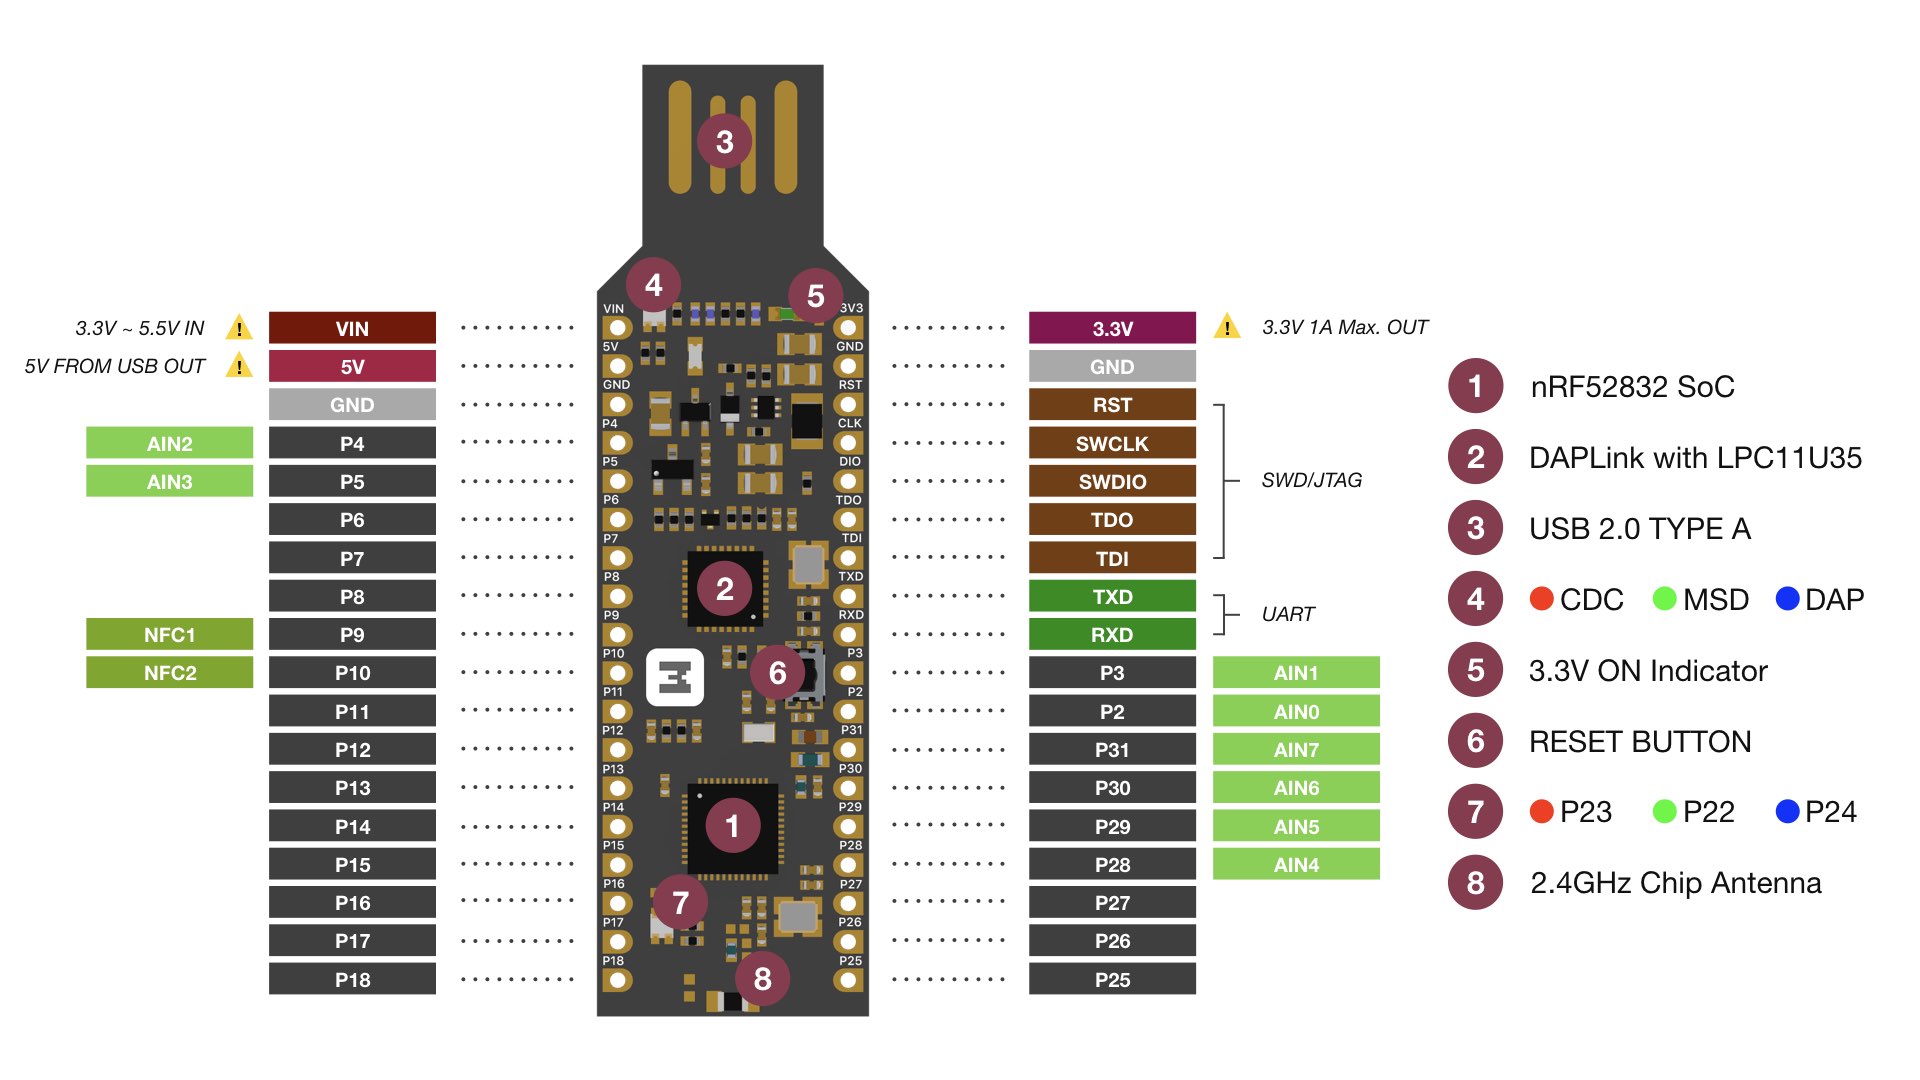 3
4
5
3.3V ~ 5.5V IN
VIN
5V FROM USB OUT
5V
GND
AIN2
P4
AIN3
P5
P6
P7
P8
NFC1
P9
NFC2
P10
P11
P12
P13
P14
P15
P16
P17
P18
VIN
5V
GND
P4
P5
P6
P7
P8
P9
P10
P11
P12
P13
P14
P15
P16
P17
P18
2
6
M
1
7
8
3V3
GND
RST
CLK
DIO
TDO
TDI
TXD
RXD
P3
P2
P31
P30
P29
P28
P27
P26
P25
3.3V
3.3V 1A Max. OUT
GND
RST
SWCLK
SWDIO
TDO
TDI
SWD/JTAG
TXD
RXD
UART
P3 AIN1
P2 AIN0
P31 AIN7
P30 AIN6
P29 AIN5
P28 AIN4
P27
P26
P25
1 nRF52832 SoC
2 DAPLink with LPC11U35
3 USB 2.0 TYPE A
4 CDC MSD DAP
5 3.3V ON Indicator
6 RESET BUTTON
7 P23 P22 P24
8 2.4GHz Chip Antenna